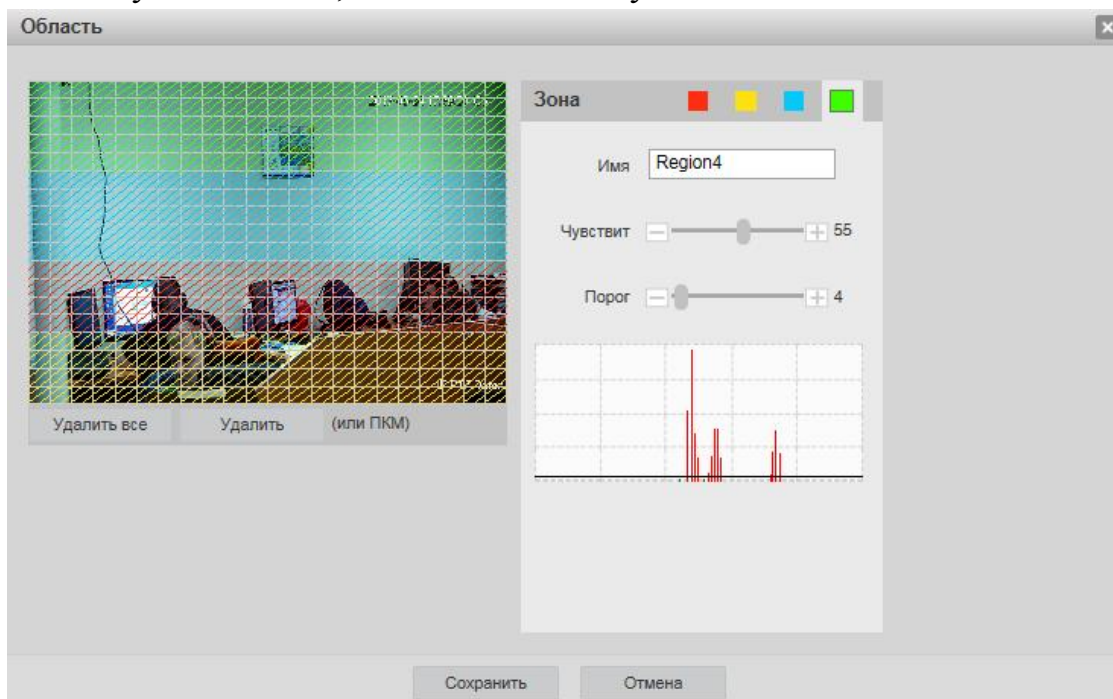 Область
Зона
Имя Region4
Чувствит 55
Порог 4
Удалить все Удалить (или ПКМ)
Сохранить Отмена